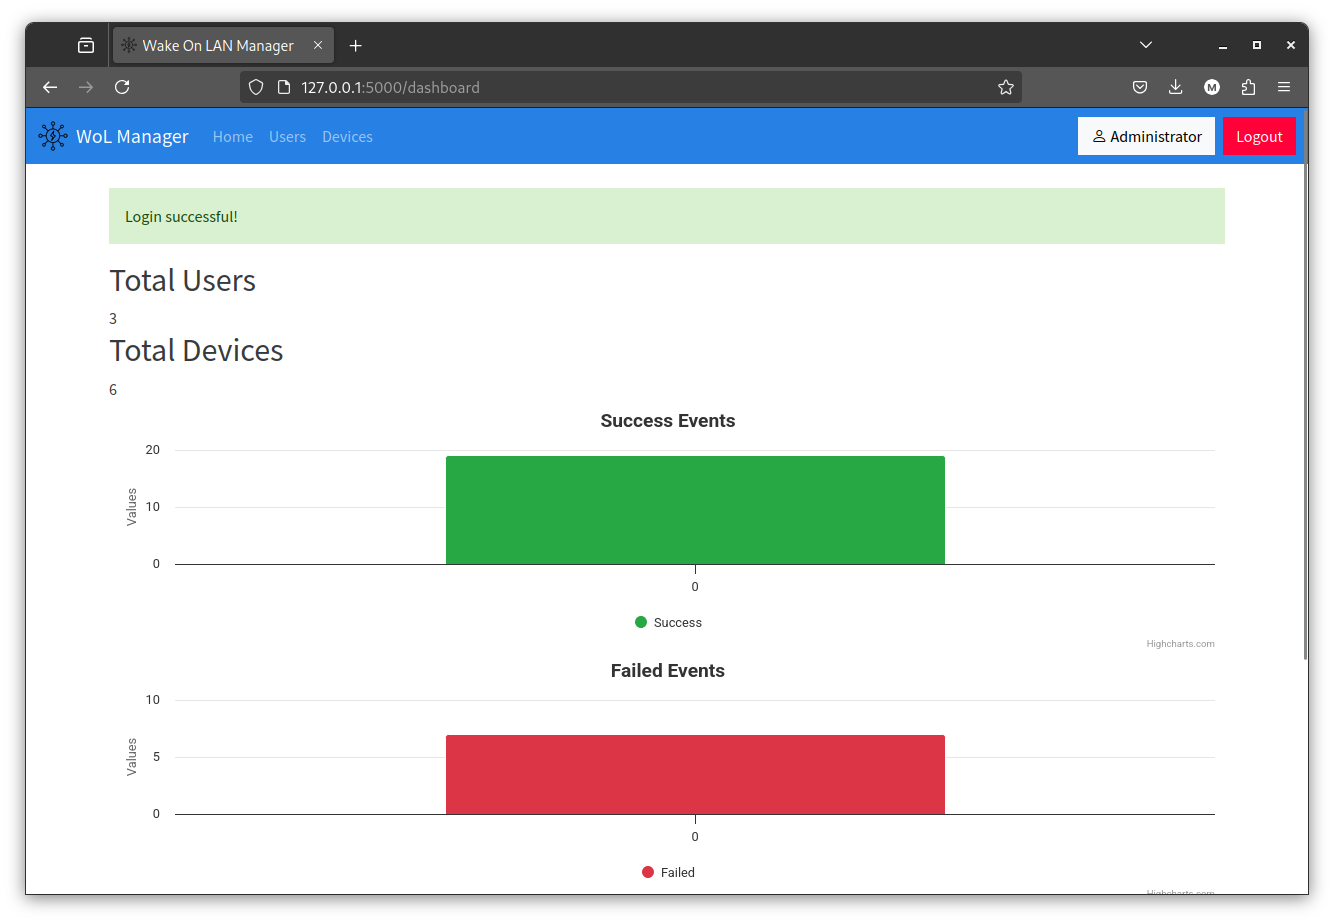 Wake On LAN Manager
127.0.0.1:5000/dashboard
M
WoL Manager Home Users Devices Administrator Logout
Login successful!
Total Users
3
Total Devices
6
Success Events
20
10
0
Values
0
Success
Highcharts.com
Failed Events
10
5
0
Values
0
Failed
Highcharts.com